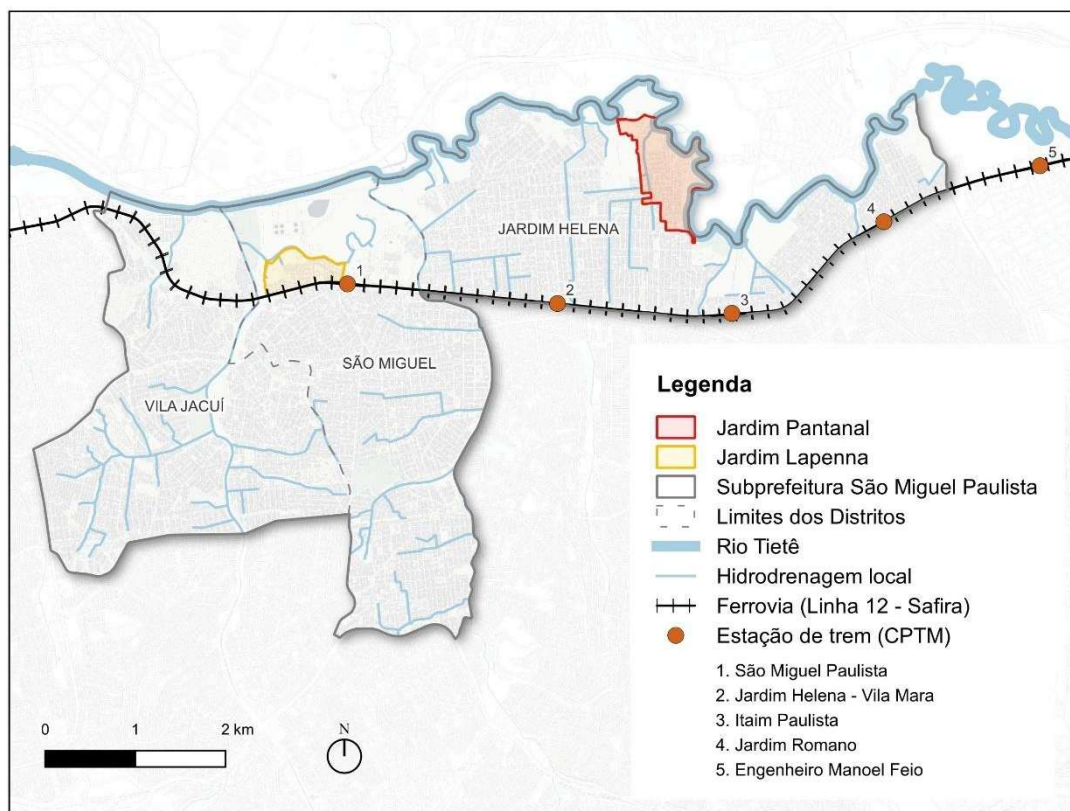 5
4
JARDIM HELENA
1
2
3
SÃO MIGUEL
VILA JACUÍ
Legenda
Jardim Pantanal
Jardim Lapenna
Subprefeitura São Miguel Paulista
Limites dos Distritos
Rio Tietê
Hidrodrenagem local
Ferrovia (Linha 12 - Safira)
Estação de trem (CPTM)
1. São Miguel Paulista
2. Jardim Helena - Vila Mara
3. Itaim Paulista
4. Jardim Romano
5. Engenheiro Manoel Feio
0 1 2 km
N